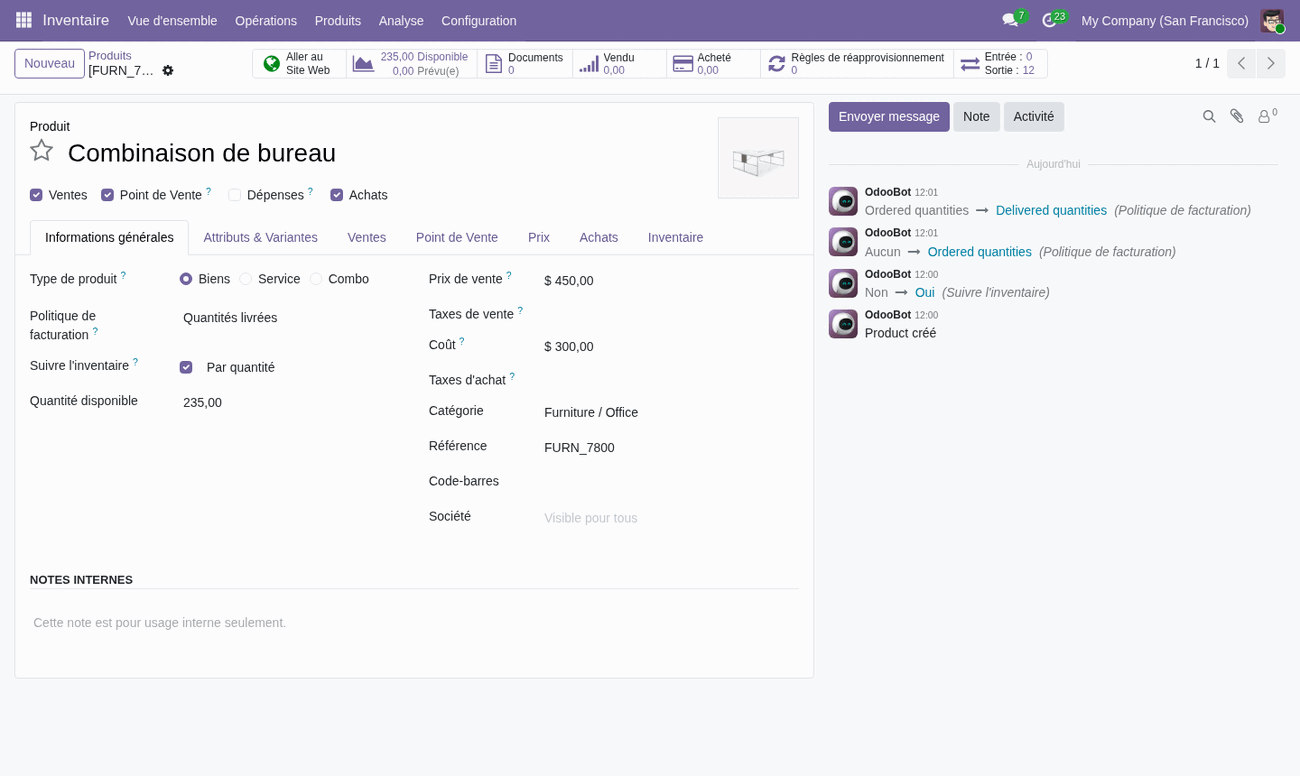 Inventaire Vue d'ensemble Opérations Produits Analyse Configuration 7 23 My Company (San Francisco)
Nouveau
Produits
[FURN_7...
Aller au
Site Web
235,00 Disponible
0,00 Prévu(e)
Documents
0
Vendu
0,00
Acheté
0,00
Règles de réapprovisionnement
0
Entrée : 0
Sortie : 12
1 / 1
Produit
Combinaison de bureau
Ventes Point de Vente ? Dépenses ? Achats
Informations générales Attributs & Variantes Ventes Point de Vente Prix Achats Inventaire
Type de produit ? Biens Service Combo
Politique de
facturation ?
Quantités livrées
Suivre l'inventaire ? Par quantité
Quantité disponible 235,00
Prix de vente ? $ 450,00
Taxes de vente ?
Coût ? $ 300,00
Taxes d'achat ?
Catégorie Furniture / Office
Référence FURN_7800
Code-barres
Société Visible pour tous
NOTES INTERNES
Cette note est pour usage interne seulement.
Envoyer message Note Activité 0
Aujourd'hui
OdooBot 12:01
Ordered quantities → Delivered quantities (Politique de facturation)
OdooBot 12:01
Aucun → Ordered quantities (Politique de facturation)
OdooBot 12:00
Non → Oui (Suivre l'inventaire)
OdooBot 12:00
Product créé